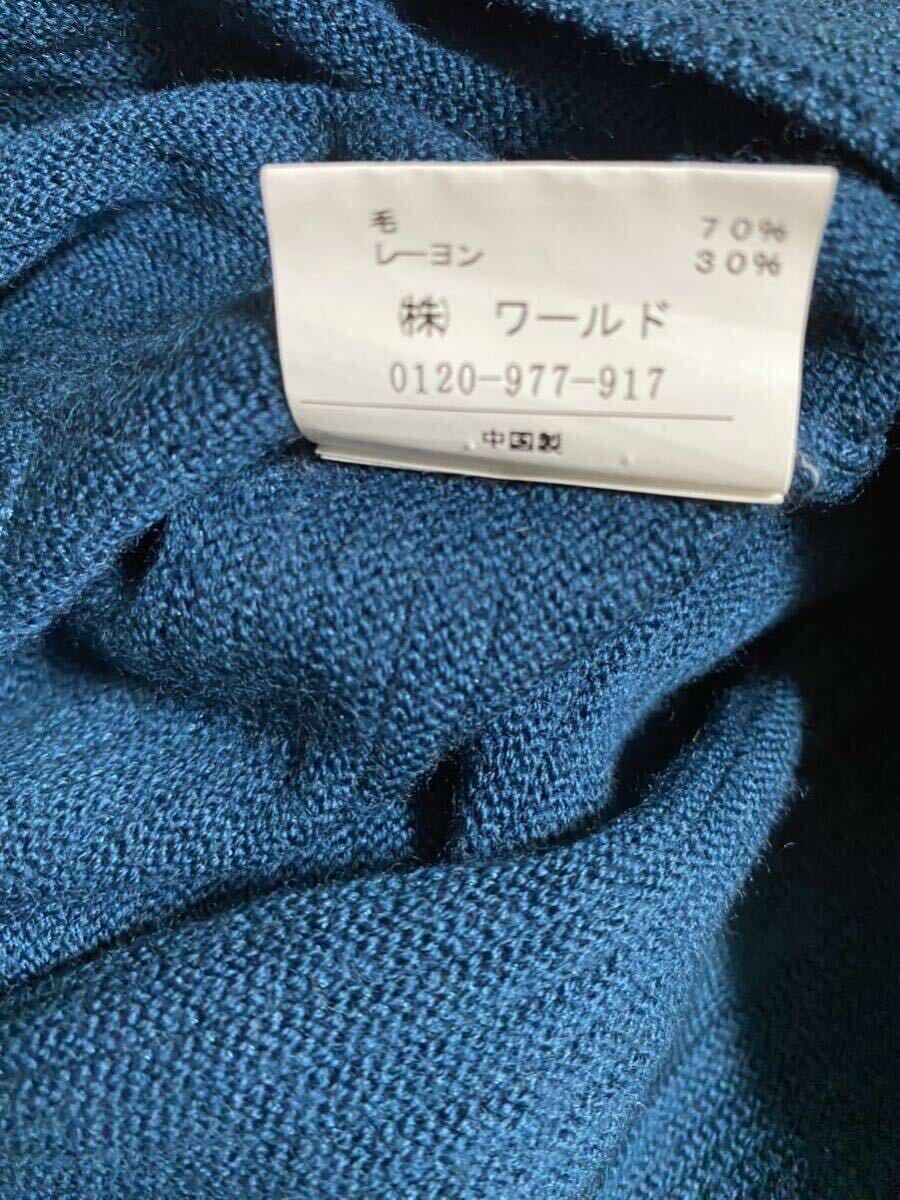 毛 70%
レーヨン 30%
㈱ ワールド
0120-977-917
中国製